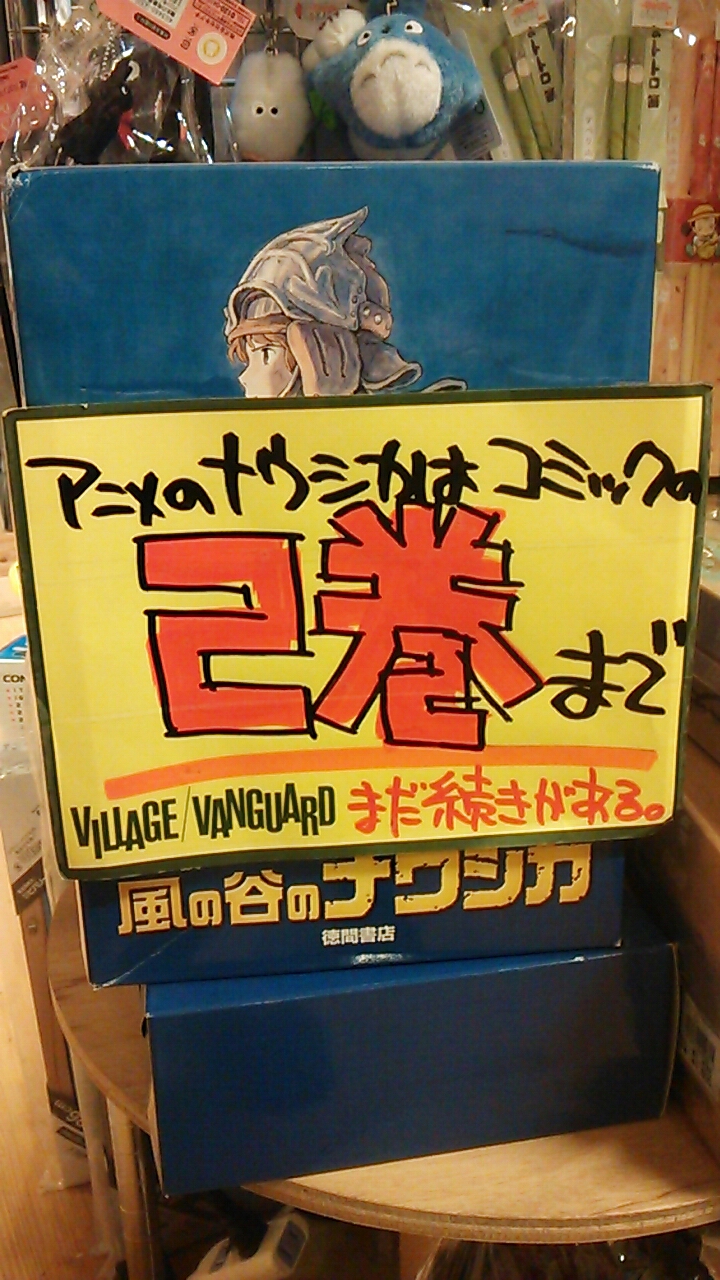 アニメのナウシカは コミックの
2巻まで
VILLAGE/VANGUARD まだ続きがある。
風の谷のナウシカ
徳間書店